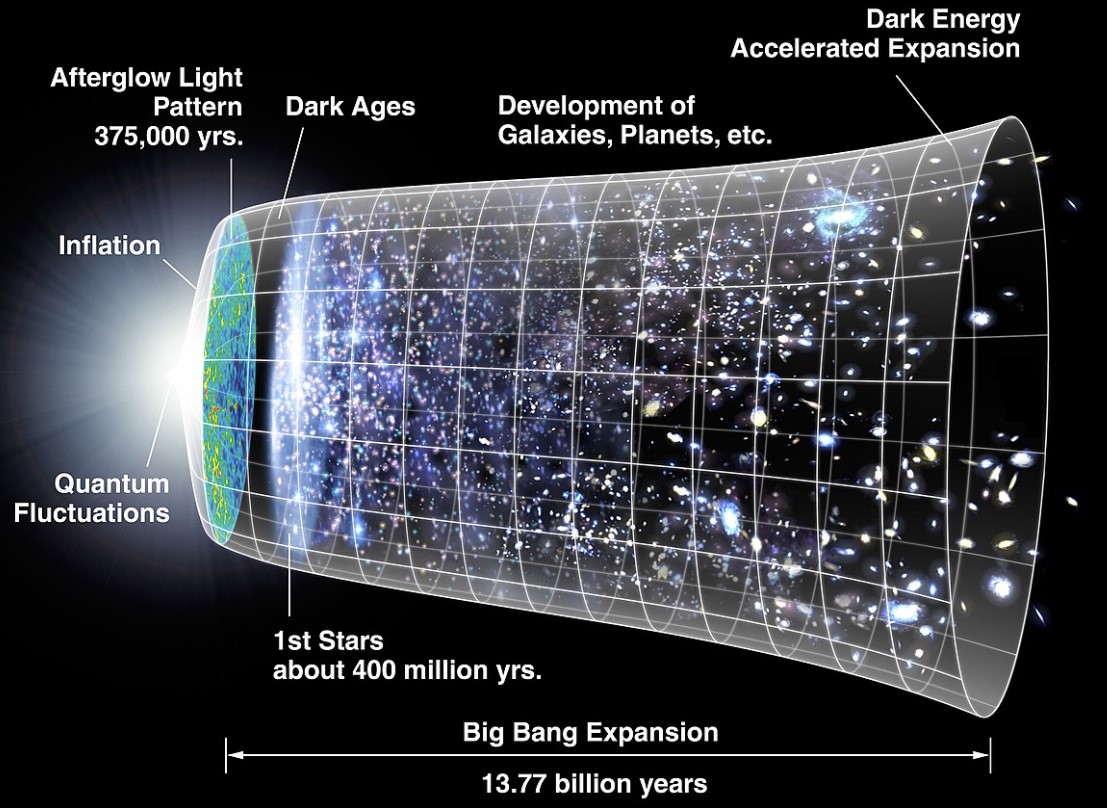 Dark Energy
Accelerated Expansion
Afterglow Light
Pattern
375,000 yrs.
Dark Ages
Development of
Galaxies, Planets, etc.
Inflation
Quantum
Fluctuations
1st Stars
about 400 million yrs.
Big Bang Expansion
13.77 billion years